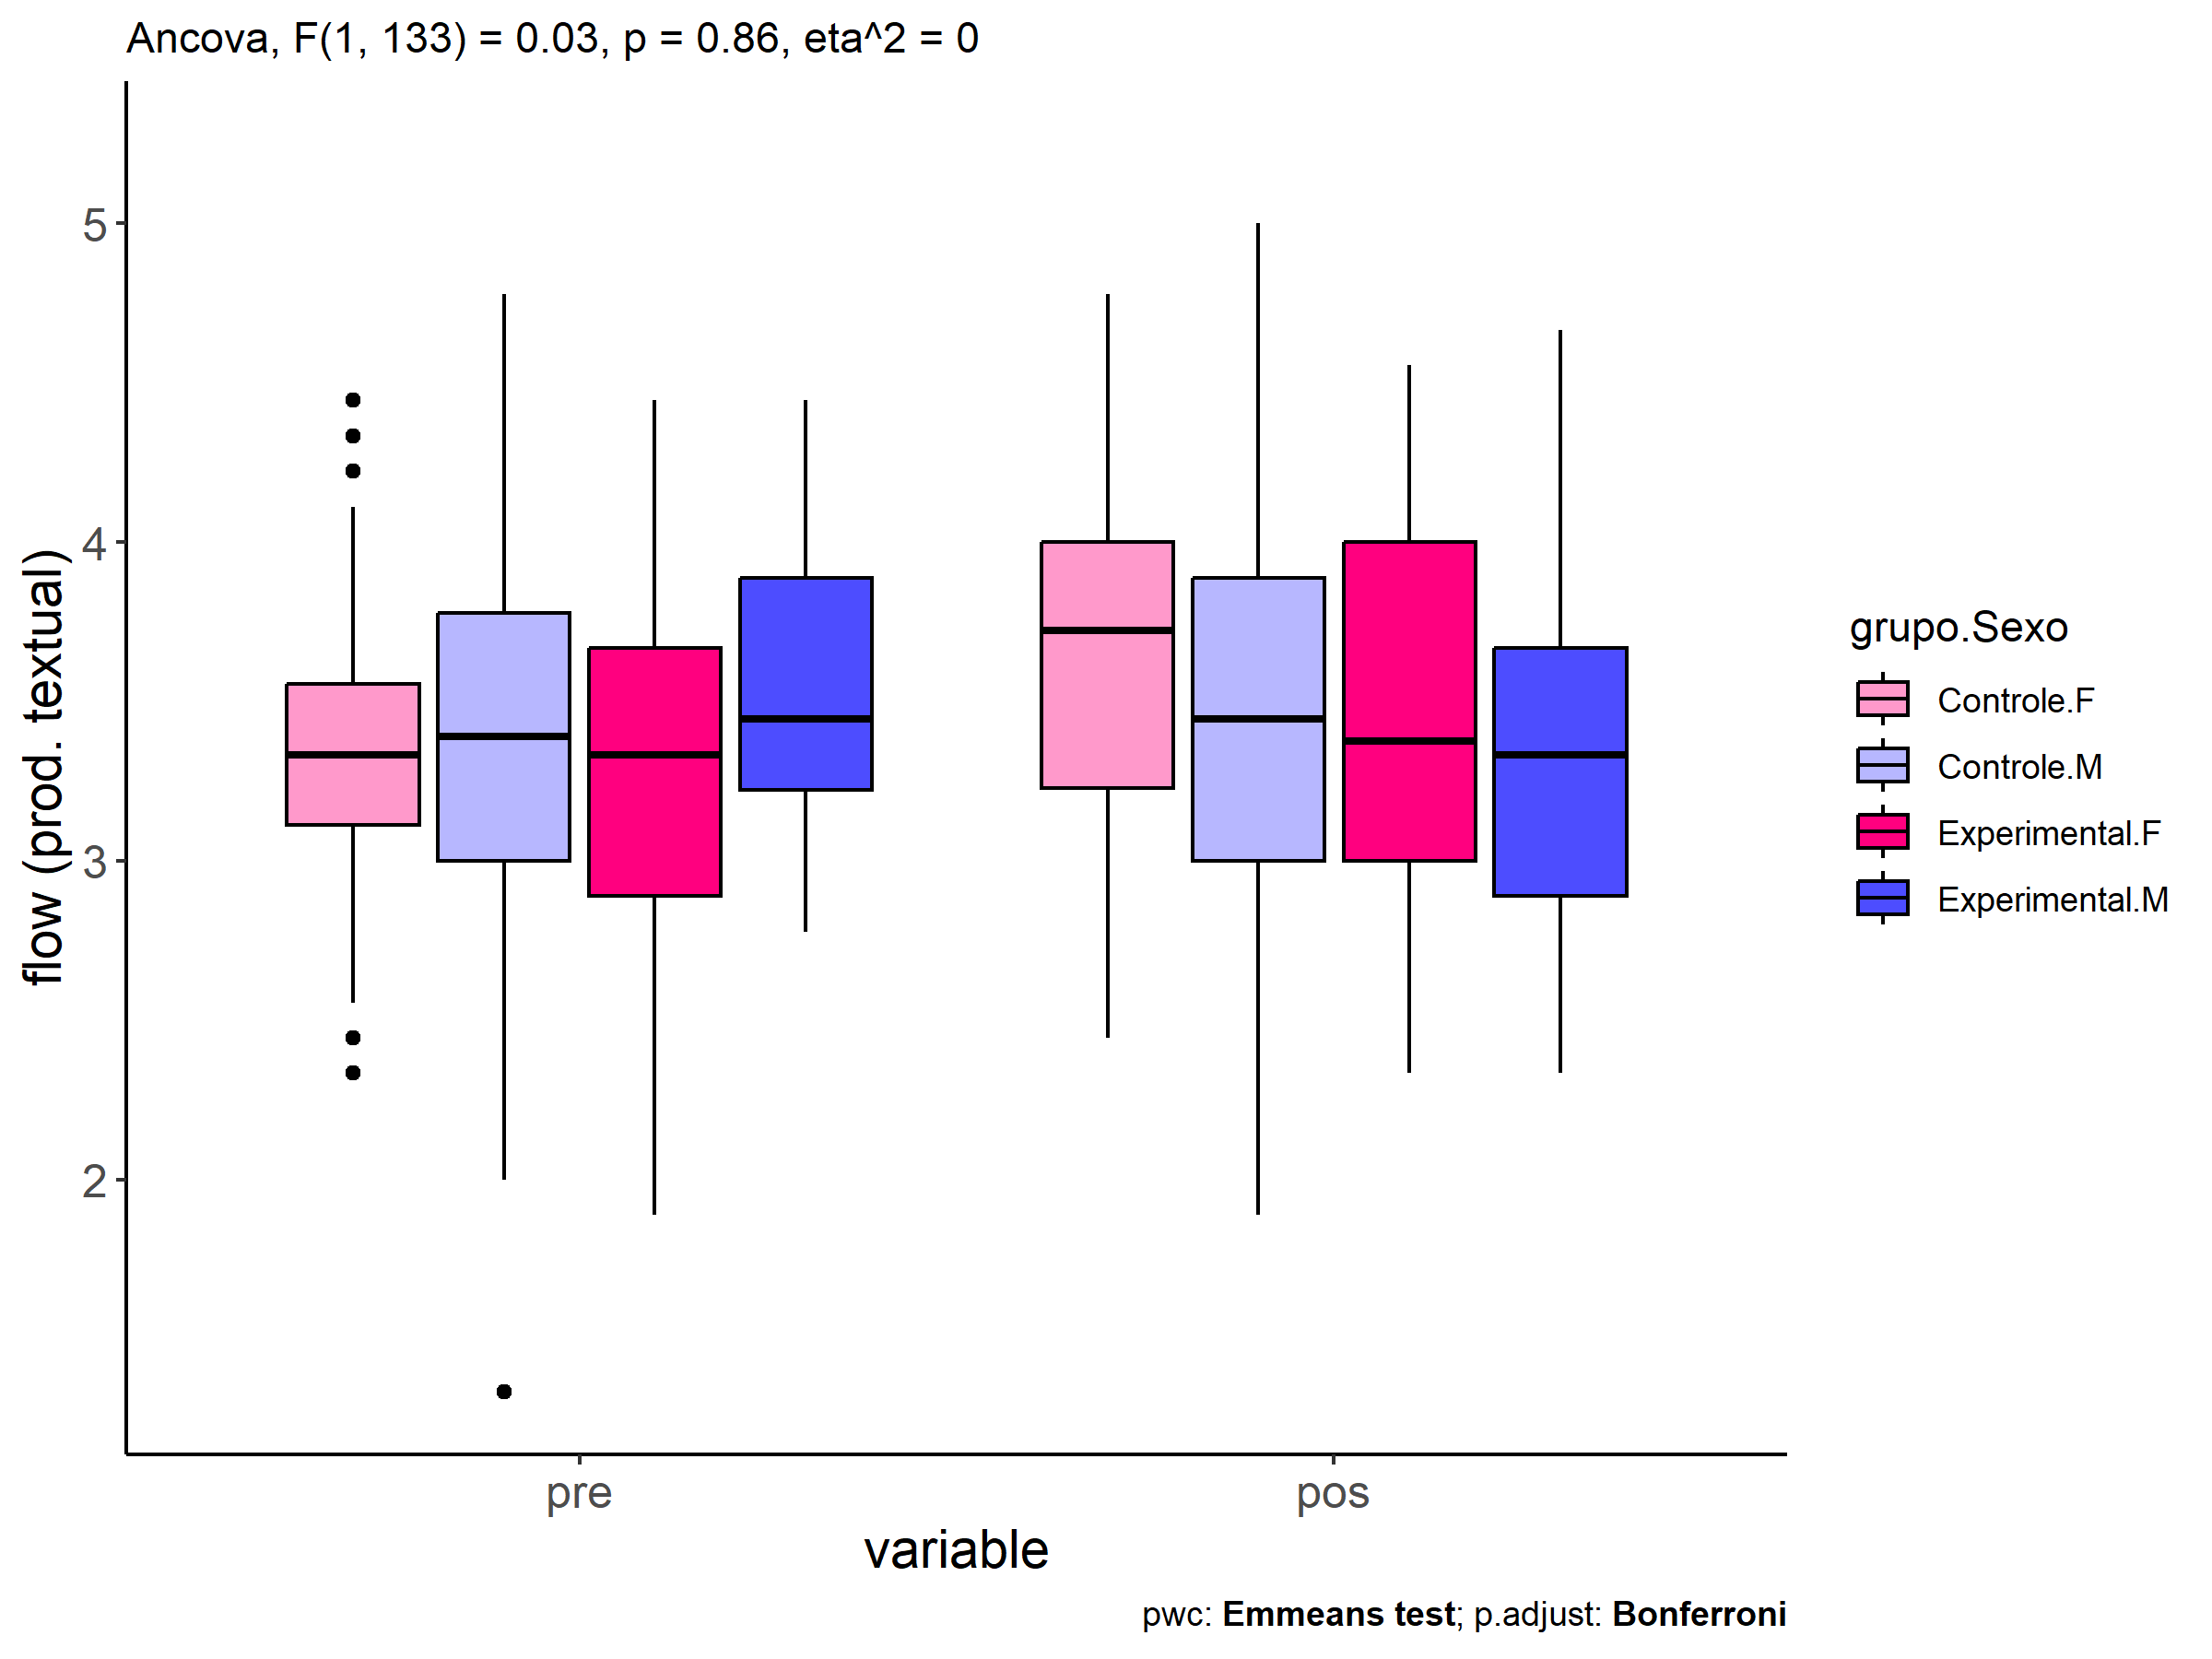 Ancova, F(1, 133) = 0.03, p = 0.86, eta^2 = 0
flow (prod. textual)
5
4
3
2
pre
pos
variable
grupo.Sexo
Controle.F
Controle.M
Experimental.F
Experimental.M
pwc: Emmeans test; p.adjust: Bonferroni